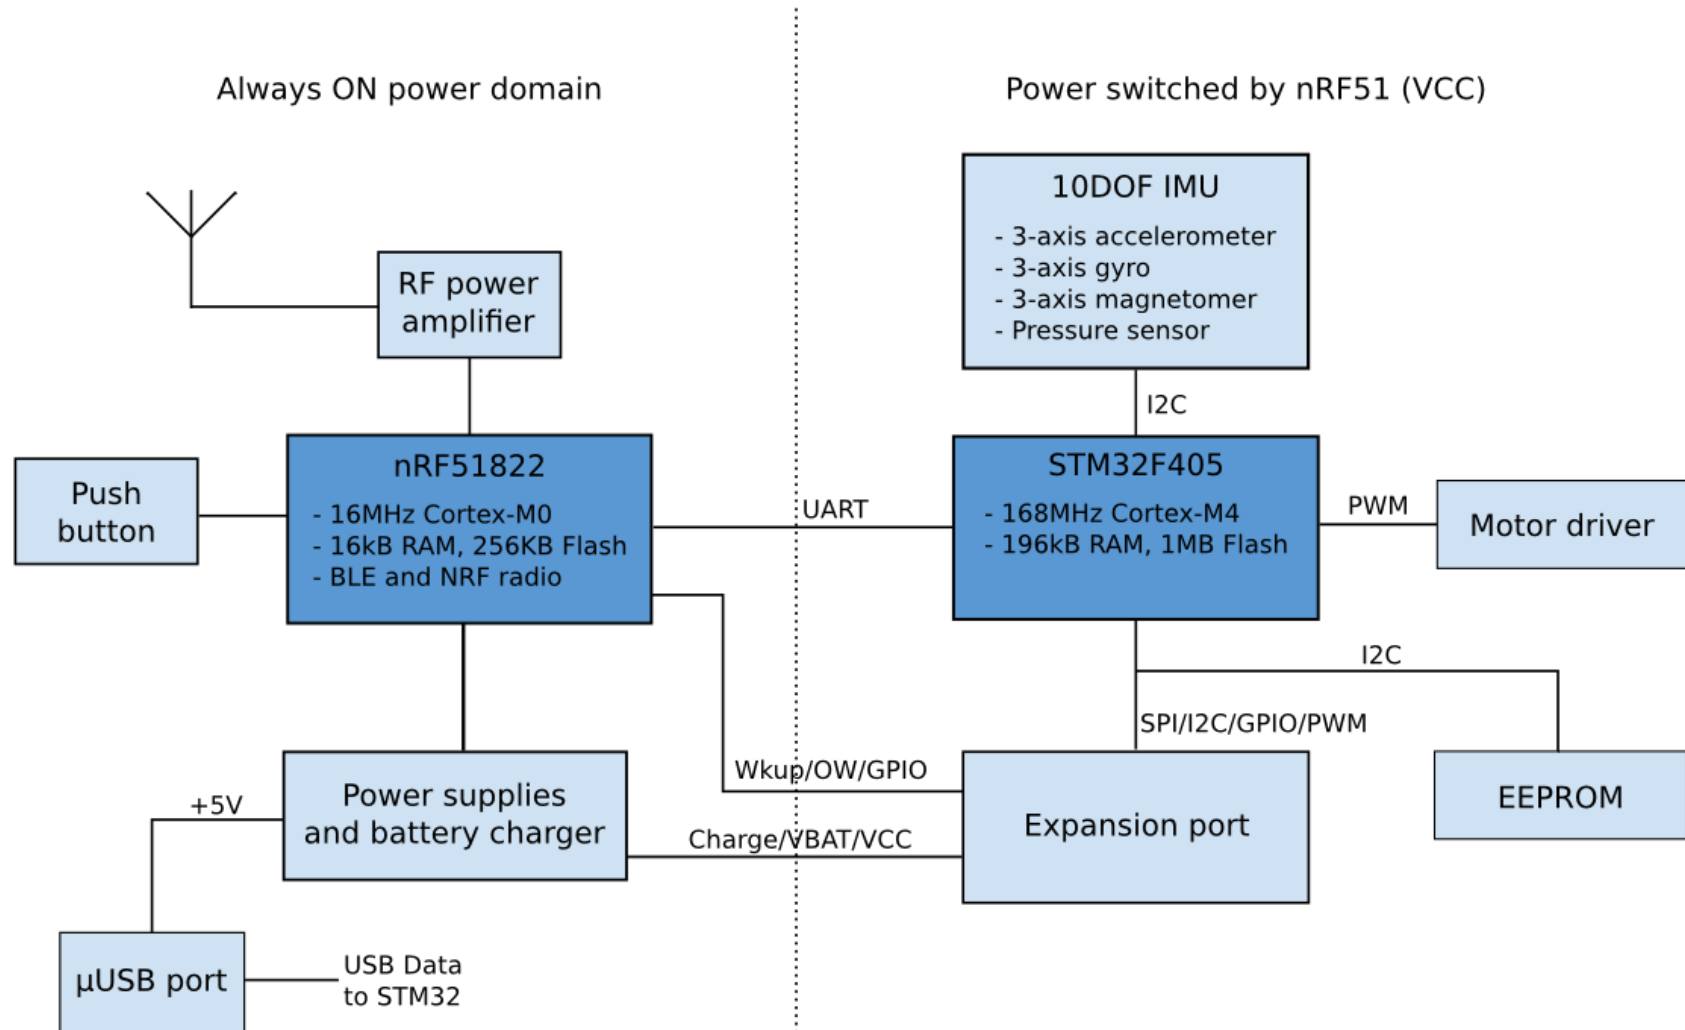 Always ON power domain
Power switched by nRF51 (VCC)
10DOF IMU
- 3-axis accelerometer
- 3-axis gyro
- 3-axis magnetomer
- Pressure sensor
RF power
amplifier
I2C
nRF51822
- 16MHz Cortex-M0
- 16kB RAM, 256KB Flash
- BLE and NRF radio
STM32F405
- 168MHz Cortex-M4
- 196kB RAM, 1MB Flash
Push
button
UART
PWM
Motor driver
I2C
SPI/I2C/GPIO/PWM
Wkup/OW/GPIO
Power supplies
and battery charger
+5V
Charge/VBAT/VCC
Expansion port
EEPROM
µUSB port
USB Data
to STM32